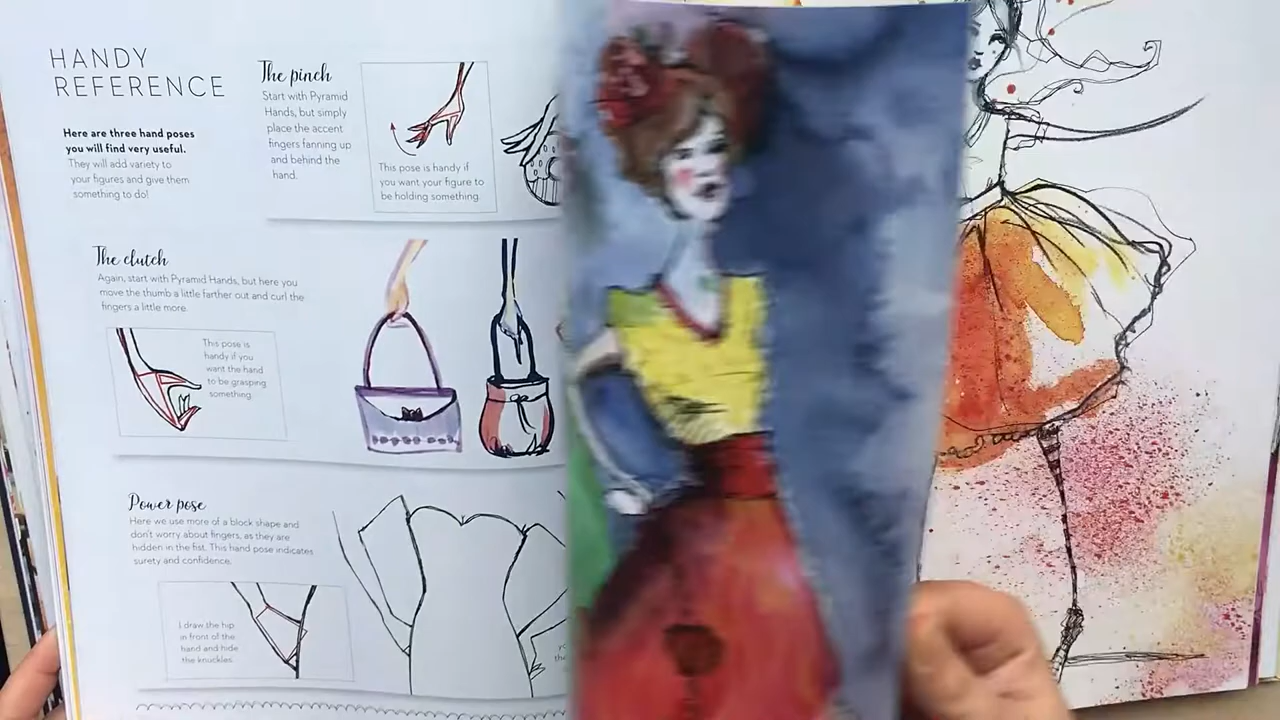 HANDY
REFERENCE
Here are three hand poses
you will find very useful.
They will add variety to
your figures and give them
something to do!
The pinch
Start with Pyramid
Hands, but simply
place the accent
fingers fanning up
and behind the
hand.
This pose is handy if
you want your figure to
be holding something.
The clutch
Again, start with Pyramid Hands, but here you
move the thumb a little farther out and curl the
fingers a little more.
This pose is
handy if you
want the hand
to be grasping
something.
Power pose
Here we use more of a block shape and
don't worry about fingers, as they are
hidden in the fist. This hand pose indicates
surety and confidence.
I draw the hip
in front of the
hand and hide
the knuckles.